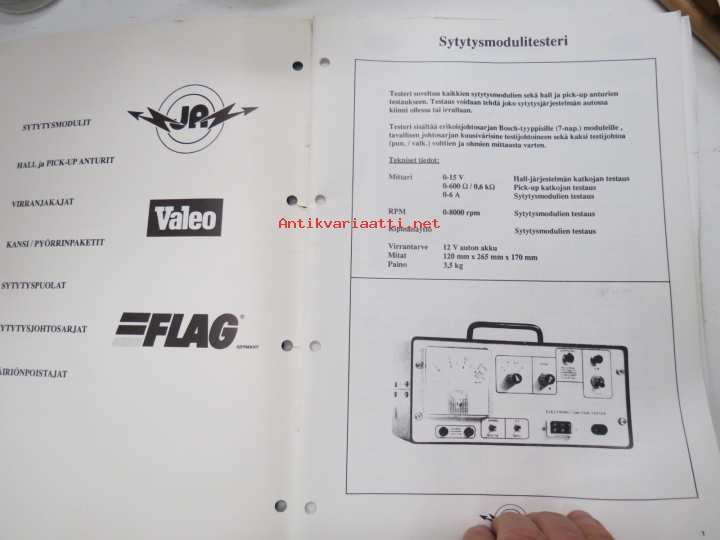 SYTYTYSMODULIT
HALL ja PICK-UP ANTURIT
VIRRANJAKAJAT
KANSI / PYÖRRINPAKETIT
SYTYTYSPUOLAT
YTYTYSJOHTOSARJAT
ÄIRIÖNPOISTAJAT
JA
Valeo
FLAG
GERMANY
Sytytysmodulitesteri
Testeri soveltuu kaikkien sytytysmodulien sekä hall ja pick-up anturien
testaukseen. Testaus voidaan tehdä joko sytytysjärjestelmän autossa
kiinni ollessa tai irrallaan.
Testeri sisältää erikoisjohtosarjan Bosch-tyyppisille (7-nap.) moduleille ,
tavallisen johtosarjan kuusivärisine testijohtoineen sekä kaksi testijohtoa
(pun. / valk.) volttien ja ohmien mittausta varten.
Tekniset tiedot:
Mittari 0-15 V Hall-järjestelmän katkojan testaus
0-600 Ω / 0,6 kΩ Pick-up katkojan testaus
0-6 A Sytytysmodulien testaus
RPM 0-8000 rpm Sytytysmodulien testaus
Sytytysmodulien testaus
Virrantarve 12 V auton akku
Mitat 120 mm x 265 mm x 170 mm
Paino 3,5 kg
Antikvariaatti.net